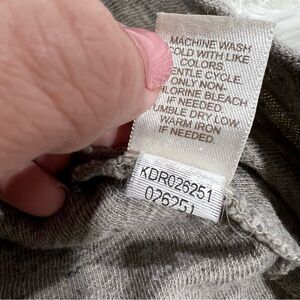 MACHINE WASH
COLD WITH LIKE
COLORS.
GENTLE CYCLE.
ONLY NON-
CHLORINE BLEACH
IF NEEDED.
TUMBLE DRY LOW
WARM IRON
IF NEEDED.
KDR026251
026251